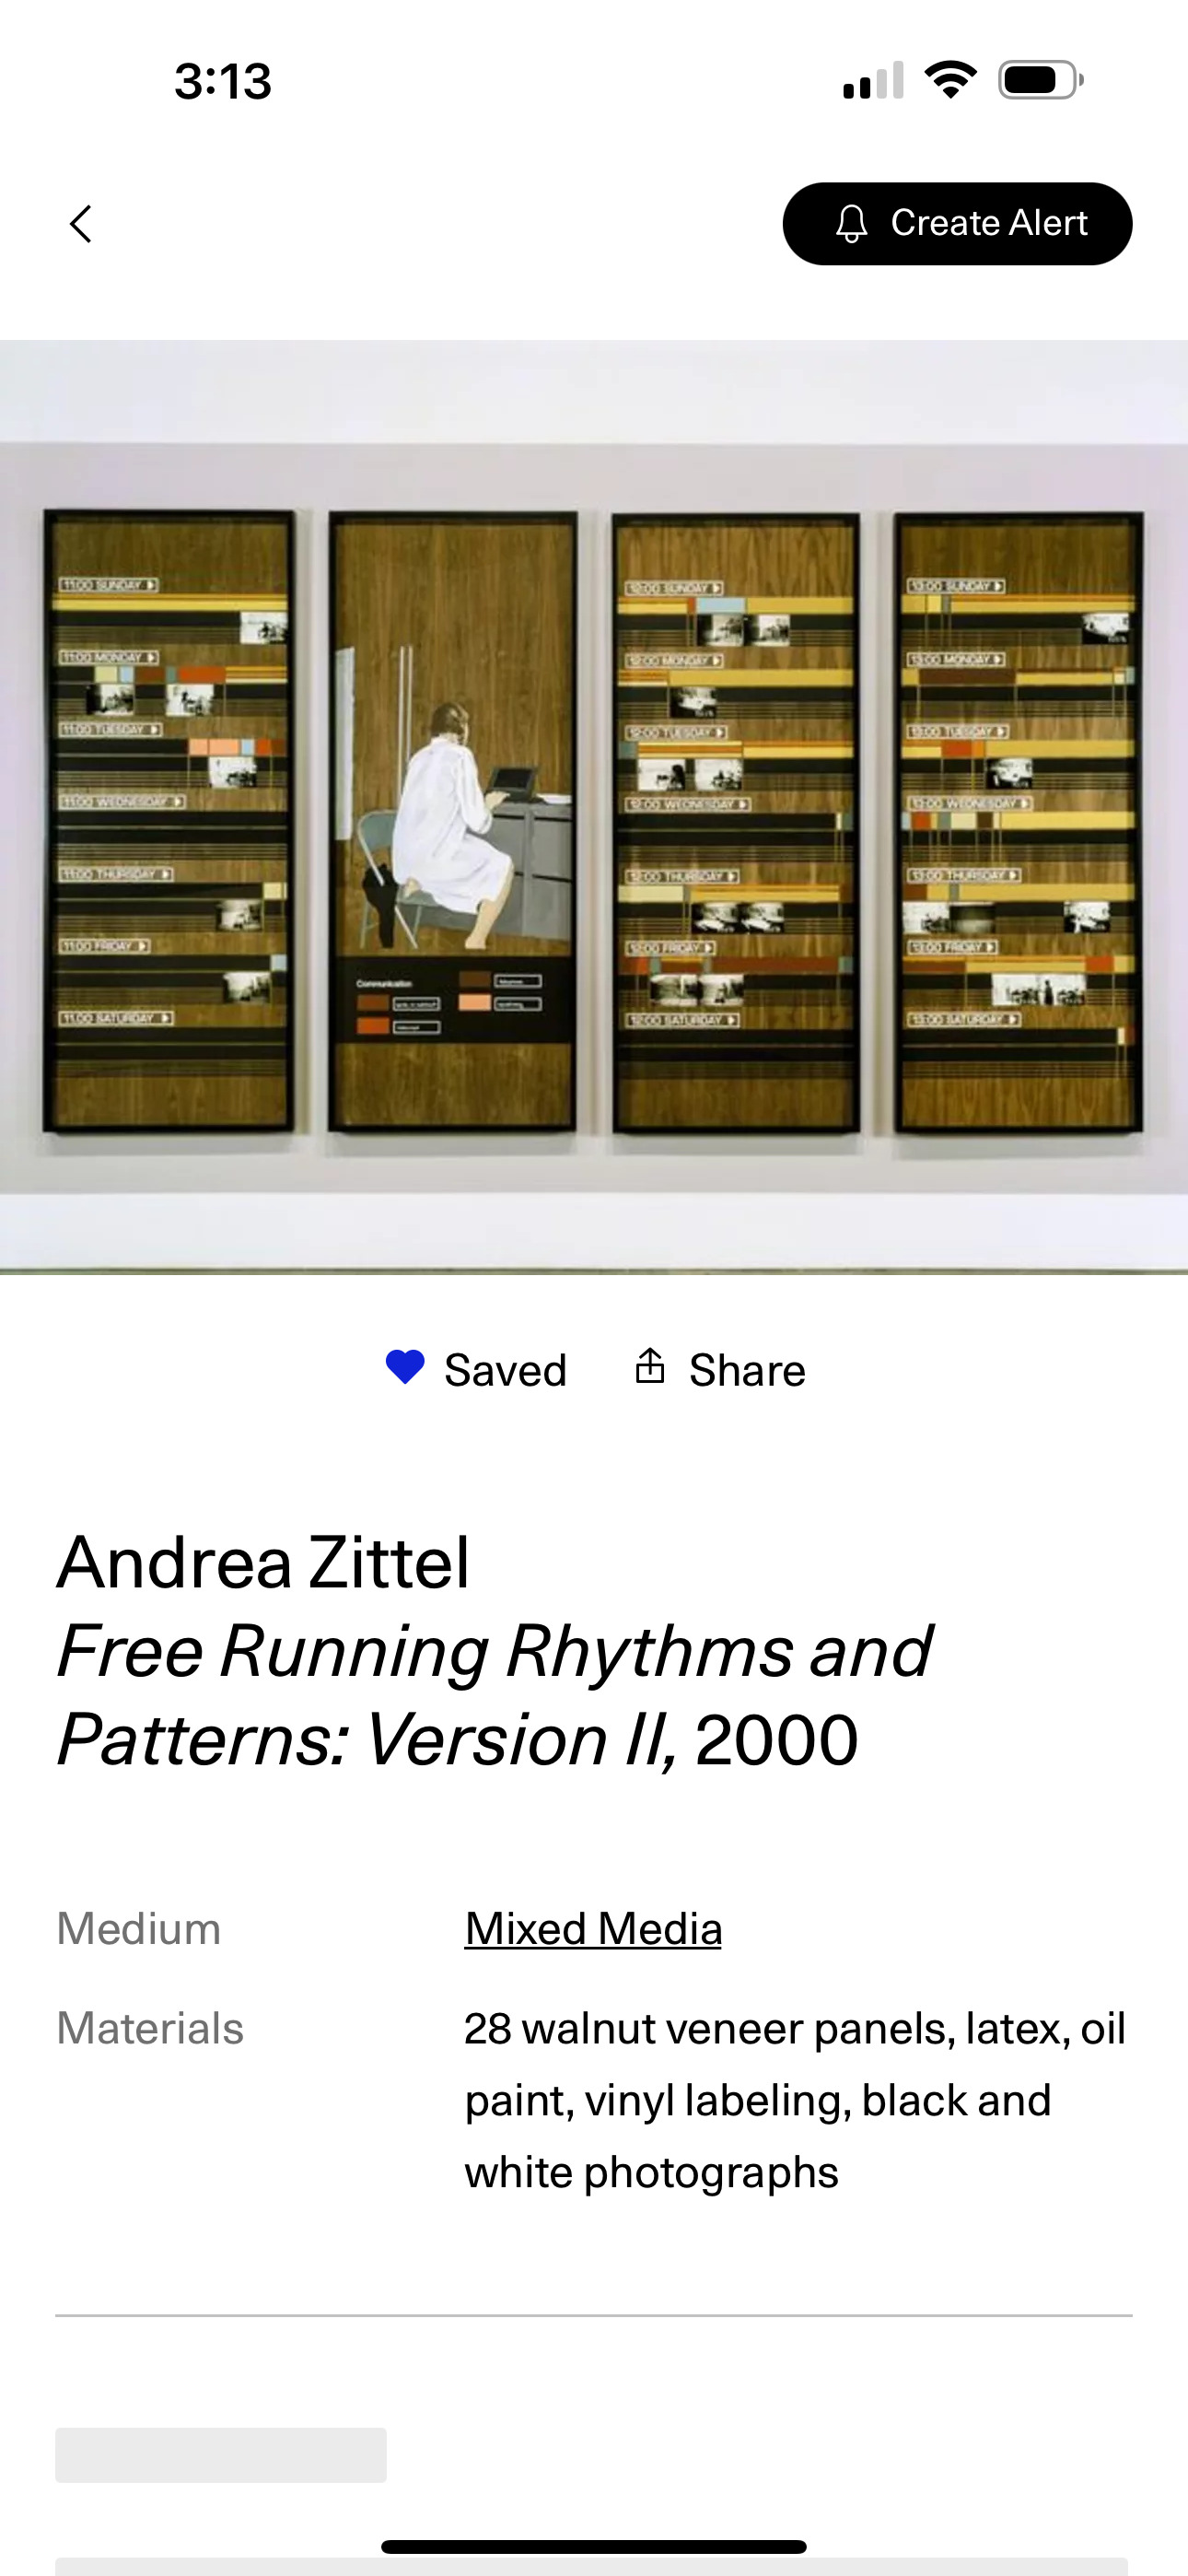 3:13
Create Alert
11:00 SUNDAY
11:00 MONDAY
11:00 TUESDAY
11:00 WEDNESDAY
11:00 THURSDAY
11:00 FRIDAY
11:00 SATURDAY
Communication
12:00 SUNDAY
12:00 MONDAY
12:00 TUESDAY
12:00 WEDNESDAY
12:00 THURSDAY
12:00 FRIDAY
12:00 SATURDAY
13:00 SUNDAY
13:00 MONDAY
13:00 TUESDAY
13:00 WEDNESDAY
13:00 THURSDAY
13:00 FRIDAY
13:00 SATURDAY
Saved Share
Andrea Zittel
Free Running Rhythms and
Patterns: Version II, 2000
Medium Mixed Media
Materials 28 walnut veneer panels, latex, oil
paint, vinyl labeling, black and
white photographs